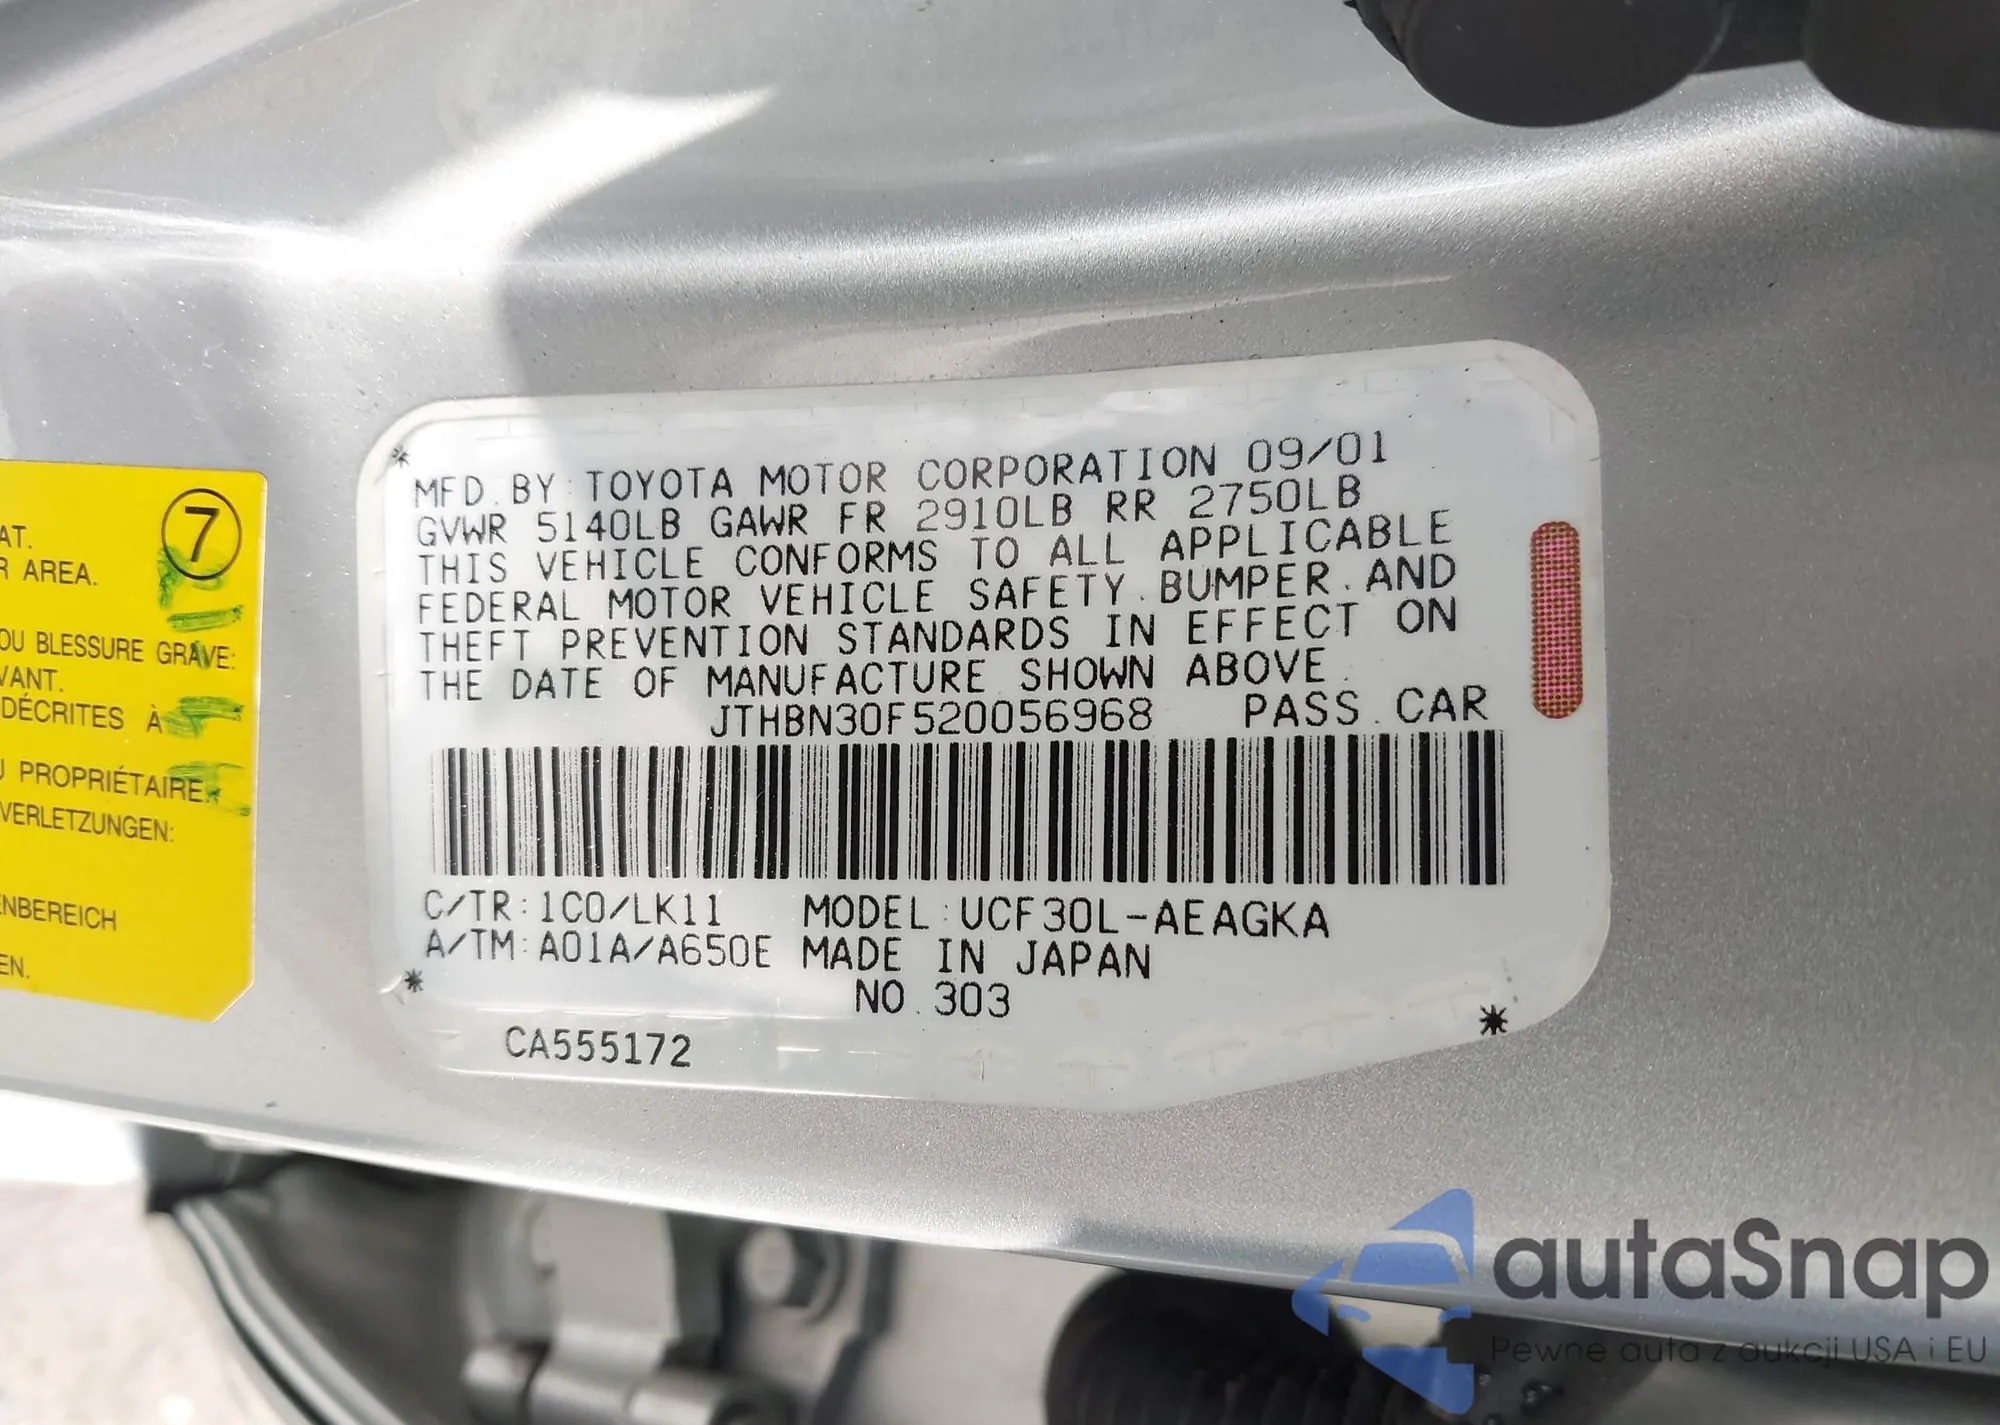 AT.
R AREA.
7
OU BLESSURE GRAVE:
VANT.
DÉCRITES À
U PROPRIÉTAIRE.
VERLETZUNGEN:
ENBEREICH
EN.
MFD.BY:TOYOTA MOTOR CORPORATION 09/01
GVWR 5140LB GAWR FR 2910LB RR 2750LB
THIS VEHICLE CONFORMS TO ALL APPLICABLE
FEDERAL MOTOR VEHICLE SAFETY.BUMPER.AND
THEFT PREVENTION STANDARDS IN EFFECT ON
THE DATE OF MANUFACTURE SHOWN ABOVE.
JTHBN30F520056968 PASS.CAR
C/TR:1C0/LK11 MODEL:UCF30L-AEAGKA
A/TM:A01A/A650E MADE IN JAPAN
NO.303
CA555172
autaSnap
Pewne auta z aukcji USA i EU